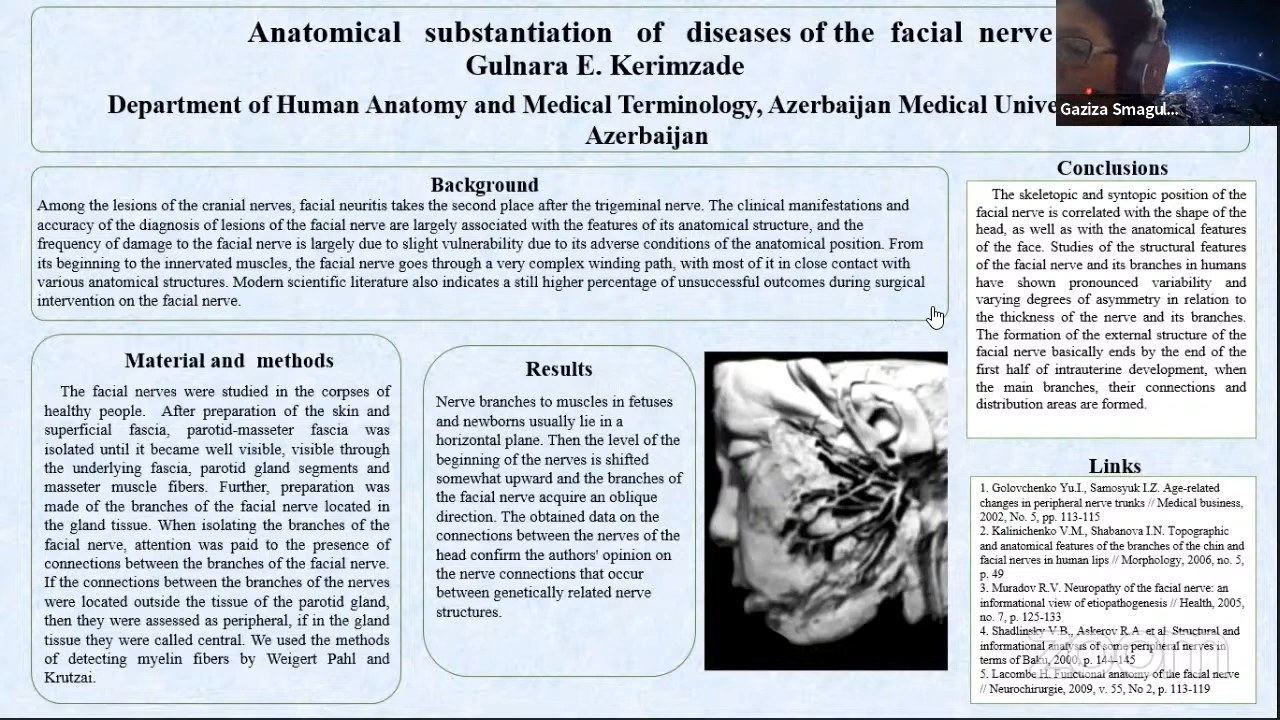 Anatomical substantiation of diseases of the facial nerve
Gulnara E. Kerimzade
Department of Human Anatomy and Medical Terminology, Azerbaijan Medical
Azerbaijan
Gaziza Smagul...
Background
Among the lesions of the cranial nerves, facial neuritis takes the second place after the trigeminal nerve. The clinical manifestations and
accuracy of the diagnosis of lesions of the facial nerve are largely associated with the features of its anatomical structure, and the
frequency of damage to the facial nerve is largely due to slight vulnerability due to its adverse conditions of the anatomical position. From
its beginning to the innervated muscles, the facial nerve goes through a very complex winding path, with most of it in close contact with
various anatomical structures. Modern scientific literature also indicates a still higher percentage of unsuccessful outcomes during surgical
intervention on the facial nerve.
Material and methods
The facial nerves were studied in the corpses of
healthy people. After preparation of the skin and
superficial fascia, parotid-masseter fascia was
isolated until it became well visible, visible through
the underlying fascia, parotid gland segments and
masseter muscle fibers. Further, preparation was
made of the branches of the facial nerve located in
the gland tissue. When isolating the branches of the
facial nerve, attention was paid to the presence of
connections between the branches of the facial nerve.
If the connections between the branches of the nerves
were located outside the tissue of the parotid gland,
then they were assessed as peripheral, if in the gland
tissue they were called central. We used the methods
of detecting myelin fibers by Weigert Pahl and
Krutzai.
Results
Nerve branches to muscles in fetuses
and newborns usually lie in a
horizontal plane. Then the level of the
beginning of the nerves is shifted
somewhat upward and the branches of
the facial nerve acquire an oblique
direction. The obtained data on the
connections between the nerves of the
head confirm the authors' opinion on
the nerve connections that occur
between genetically related nerve
structures.
Conclusions
The skeletopic and syntopic position of the
facial nerve is correlated with the shape of the
head, as well as with the anatomical features
of the face. Studies of the structural features
of the facial nerve and its branches in humans
have shown pronounced variability and
varying degrees of asymmetry in relation to
the thickness of the nerve and its branches.
The formation of the external structure of the
facial nerve basically ends by the end of the
first half of intrauterine development, when
the main branches, their connections and
distribution areas are formed.
Links
1. Golovchenko Yu.I., Samosyuk I.Z. Age-related
changes in peripheral nerve trunks // Medical business,
2002, No. 5, pp. 113-115
2. Kalinichenko V.M., Shabanova I.N. Topographic
and anatomical features of the branches of the chin and
facial nerves in human lips // Morphology, 2006, no. 5,
p. 49
3. Muradov R.V. Neuropathy of the facial nerve: an
informational view of etiopathogenesis // Health, 2005,
no. 7, p. 125-133
4. Shadlinsky V.B., Askerov R.A. et al. Structural and
informational analysis of some peripheral nerves in
terms of Baku, 2000, p. 144-145
5. Lacombe H. Functional anatomy of the facial nerve
// Neurochirurgie, 2009, v. 55, No 2, p. 113-119
zoom